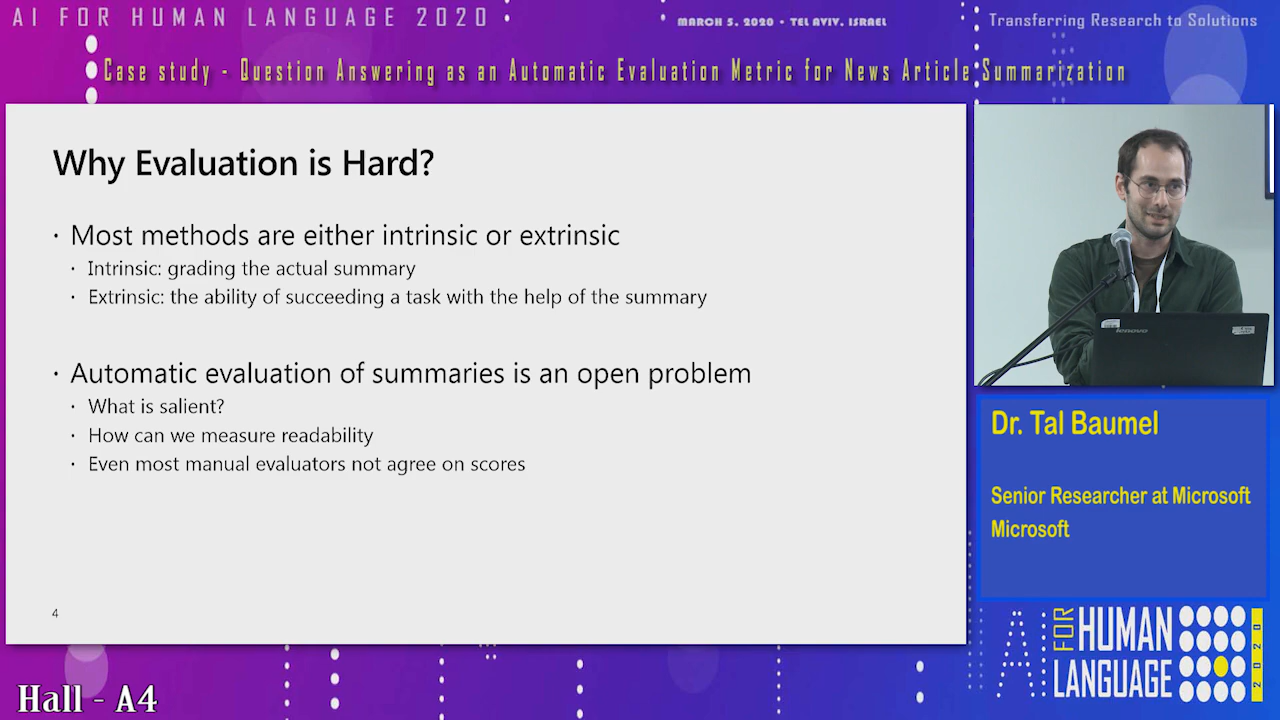 AI FOR HUMAN LANGUAGE 2020
MARCH 5, 2020 • TEL AVIV, ISRAEL
Transferring Research to Solutions
Case study - Question Answering as an Automatic Evaluation Metric for News Article Summarization
Why Evaluation is Hard?
· Most methods are either intrinsic or extrinsic
· Intrinsic: grading the actual summary
· Extrinsic: the ability of succeeding a task with the help of the summary
· Automatic evaluation of summaries is an open problem
· What is salient?
· How can we measure readability
· Even most manual evaluators not agree on scores
4
lenovo
Dr. Tal Baumel
Senior Researcher at Microsoft
Microsoft
AI FOR HUMAN
LANGUAGE
2020
Hall - A4